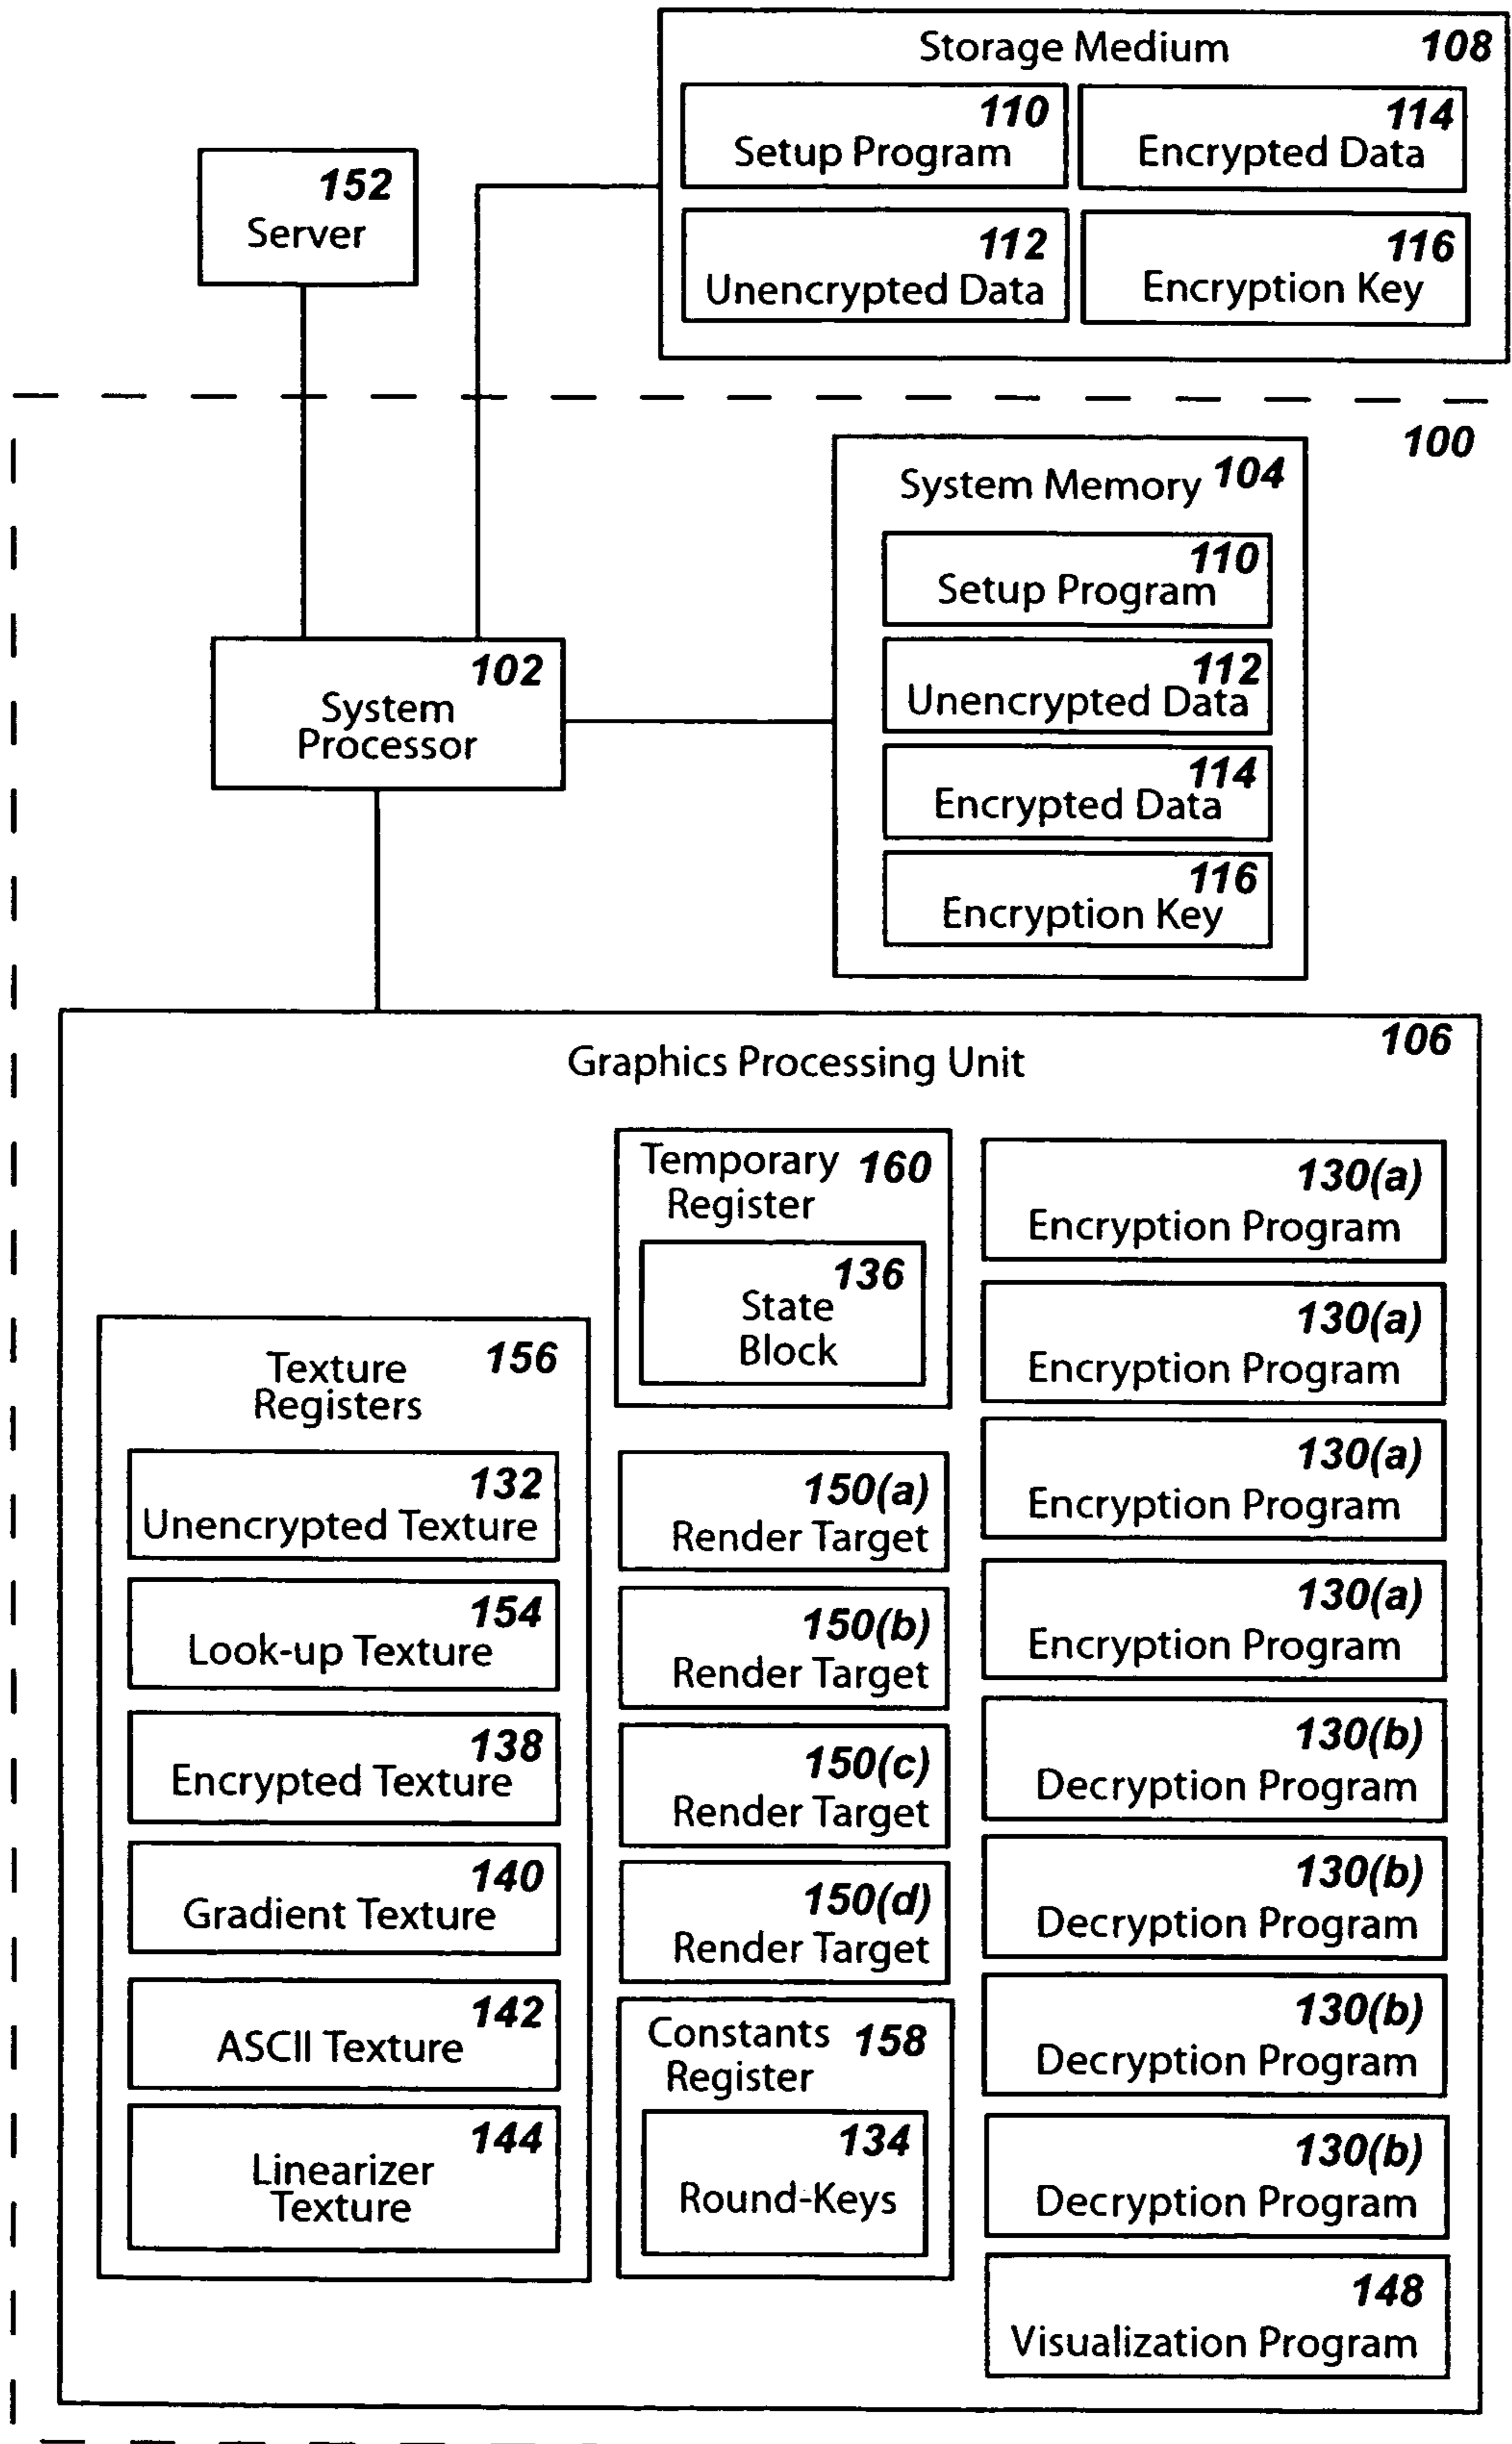 Storage Medium 108
110
Setup Program
114
Encrypted Data
112
Unencrypted Data
116
Encryption Key
152
Server
100
System Memory 104
110
Setup Program
112
Unencrypted Data
114
Encrypted Data
116
Encryption Key
102
System
Processor
106
Graphics Processing Unit
Texture 156
Registers
132
Unencrypted Texture
154
Look-up Texture
138
Encrypted Texture
140
Gradient Texture
142
ASCII Texture
144
Linearizer
Texture
Temporary 160
Register
136
State
Block
150(a)
Render Target
150(b)
Render Target
150(c)
Render Target
150(d)
Render Target
Constants 158
Register
134
Round-Keys
130(a)
Encryption Program
130(a)
Encryption Program
130(a)
Encryption Program
130(a)
Encryption Program
130(b)
Decryption Program
130(b)
Decryption Program
130(b)
Decryption Program
130(b)
Decryption Program
148
Visualization Program